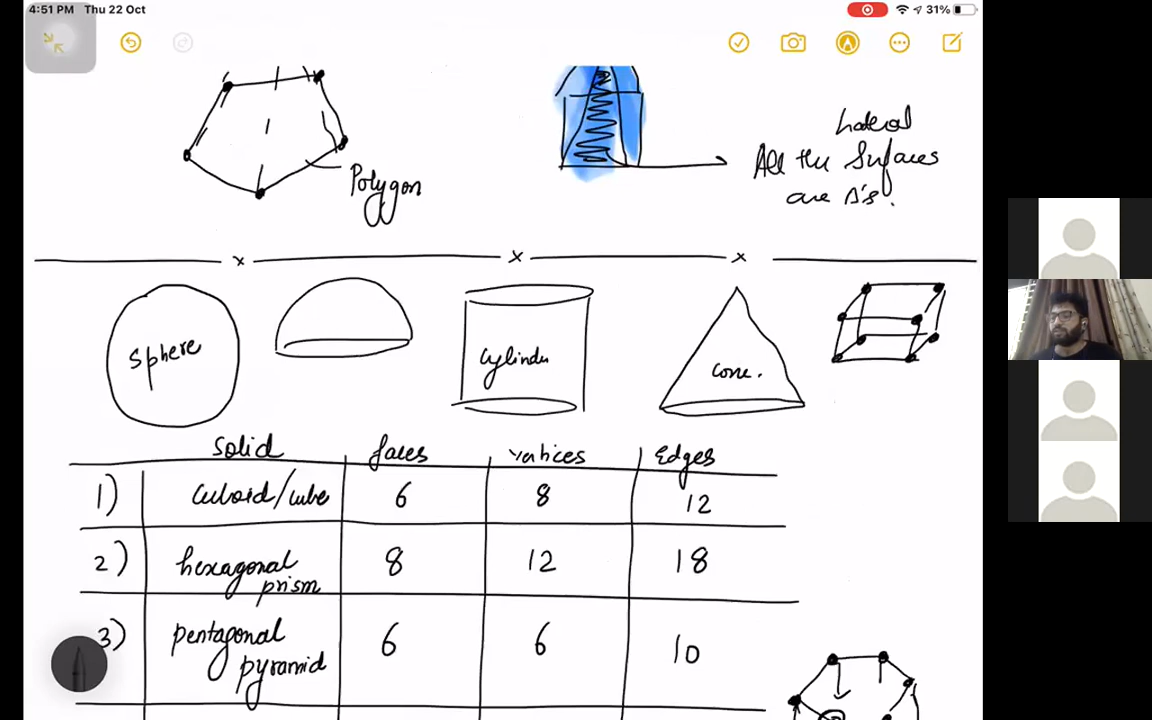 4:51 PM Thu 22 Oct
31%
Polygon
Lateral
All the Surfaces
are Δ's.
x x x
Sphere
Cylinder
Cone.
Solid faces vertices Edges
1) cuboid/cube 6 8 12
2) hexagonal prism 8 12 18
3) pentagonal pyramid 6 6 10